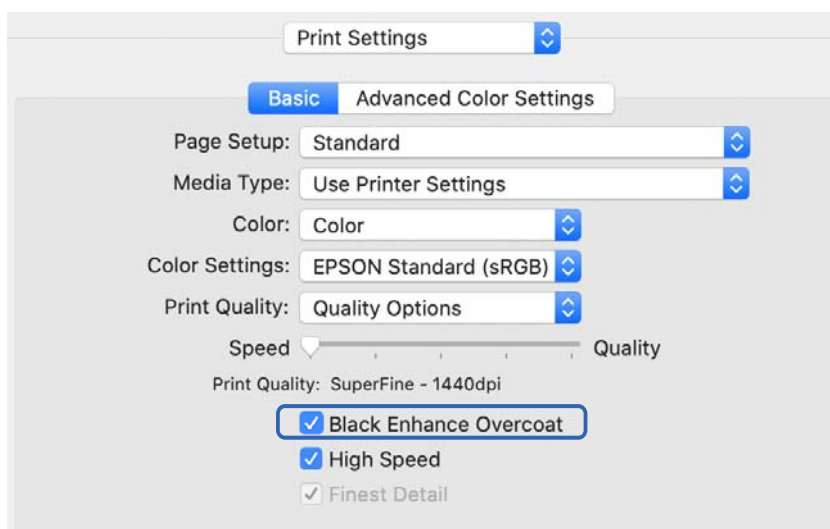 Print Settings
Basic Advanced Color Settings
Page Setup: Standard
Media Type: Use Printer Settings
Color: Color
Color Settings: EPSON Standard (sRGB)
Print Quality: Quality Options
Speed Quality
Print Quality: SuperFine - 1440dpi
Black Enhance Overcoat
High Speed
Finest Detail